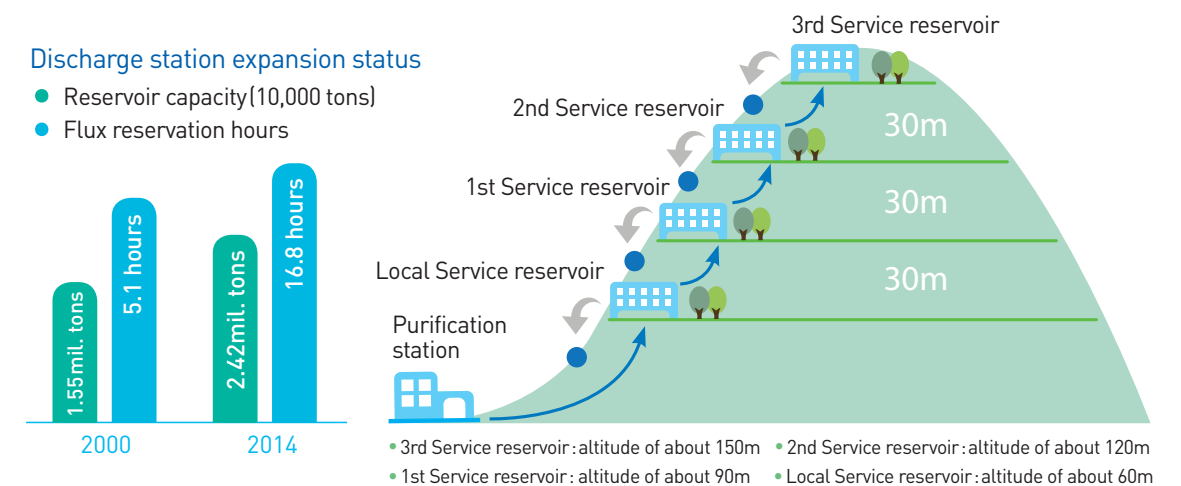 Discharge station expansion status
Reservoir capacity(10,000 tons)
Flux reservation hours
1.55mil. tons
5.1 hours
2.42mil. tons
16.8 hours
2000
2014
3rd Service reservoir
2nd Service reservoir
30m
1st Service reservoir
30m
Local Service reservoir
30m
Purification
station
• 3rd Service reservoir : altitude of about 150m • 2nd Service reservoir : altitude of about 120m
• 1st Service reservoir : altitude of about 90m • Local Service reservoir : altitude of about 60m